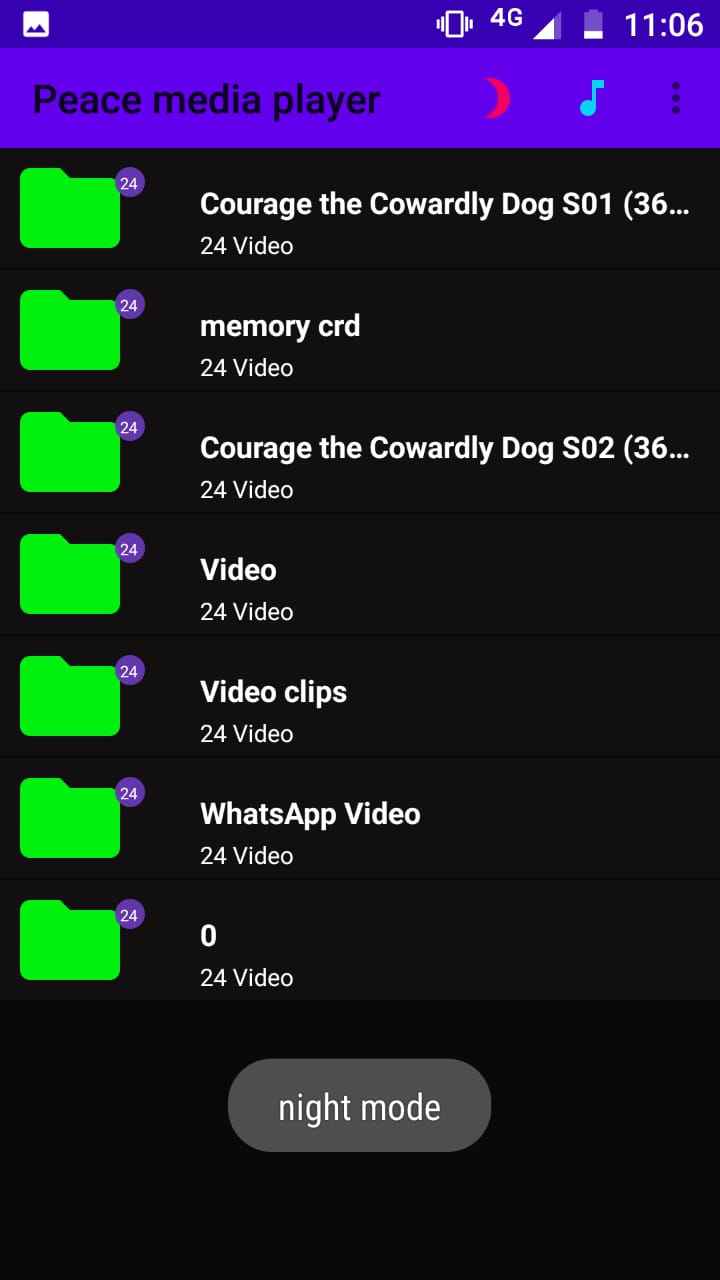 4G 11:06
Peace media player
24
Courage the Cowardly Dog S01 (36...
24 Video
24
memory crd
24 Video
24
Courage the Cowardly Dog S02 (36...
24 Video
24
Video
24 Video
24
Video clips
24 Video
24
WhatsApp Video
24 Video
24
0
24 Video
night mode